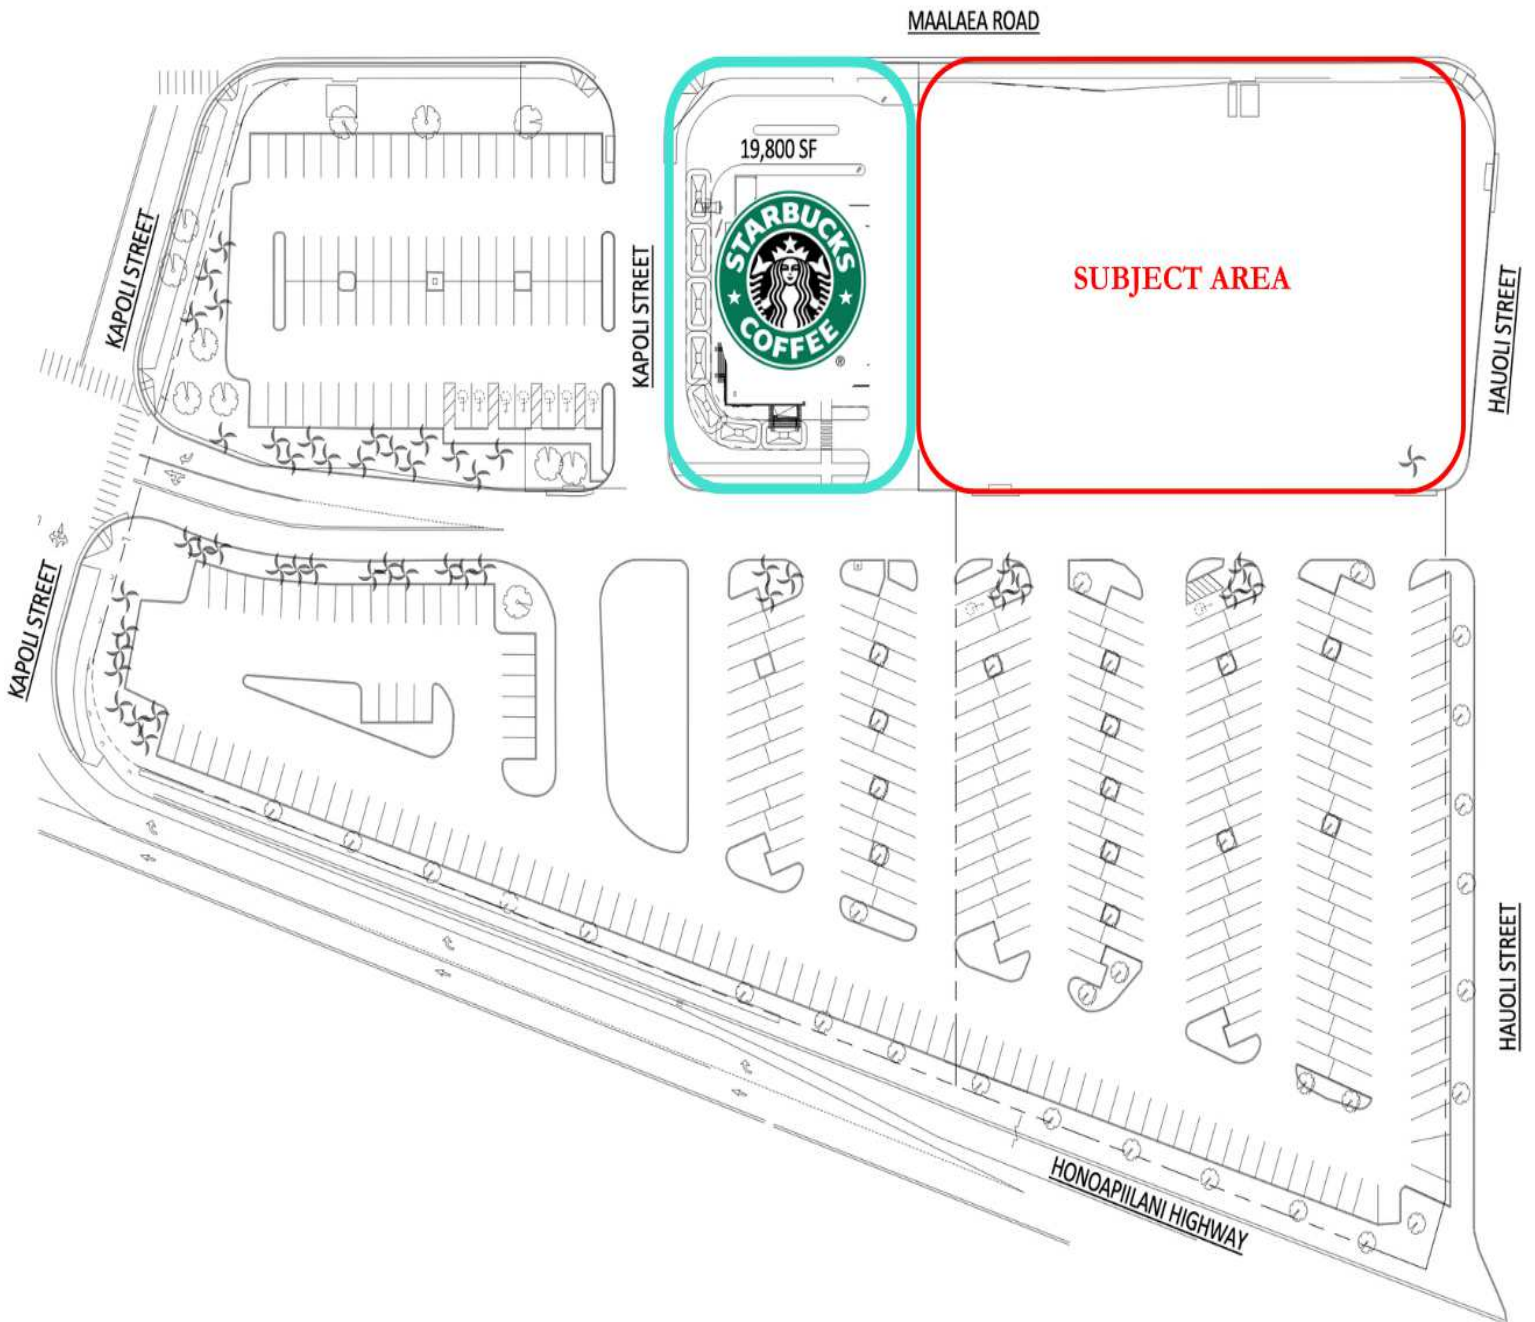 MAALAEA ROAD
19,800 SF
STARBUCKS
COFFEE
®
SUBJECT AREA
KAPOLI STREET
KAPOLI STREET
HAUOLI STREET
KAPOLI STREET
HAUOLI STREET
HONOAPIILANI HIGHWAY